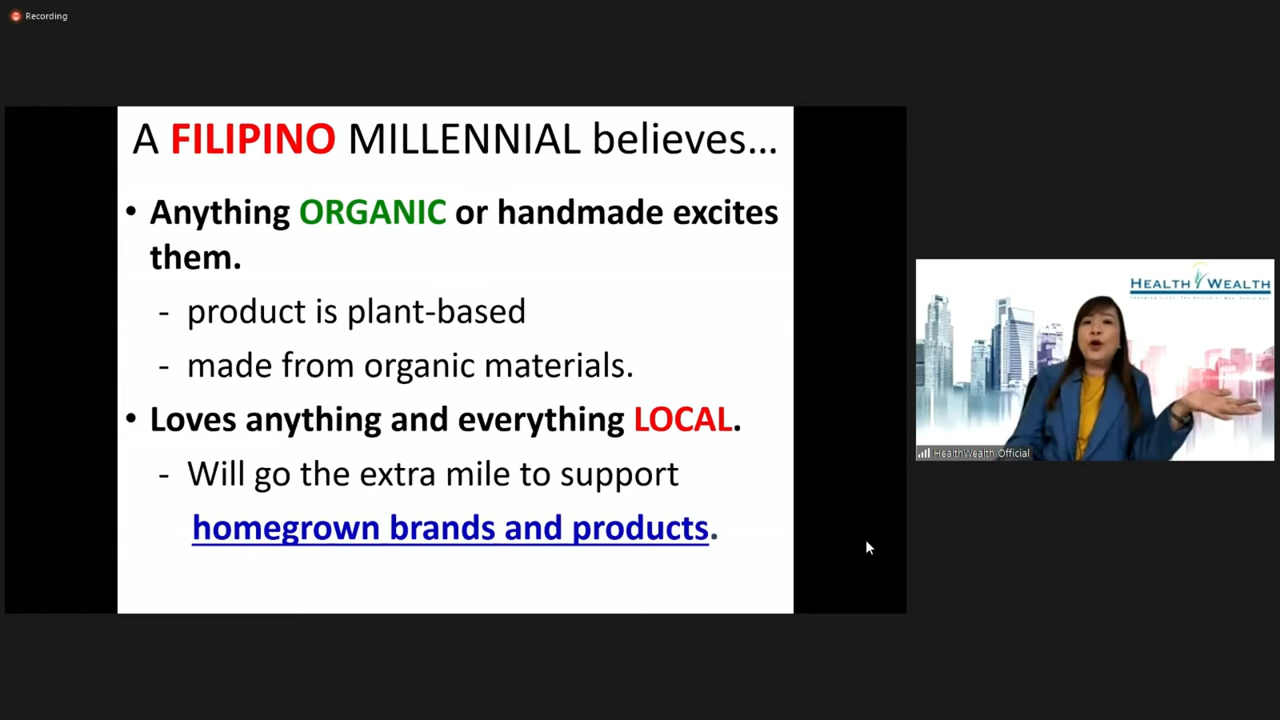 Recording
A FILIPINO MILLENNIAL believes…
• Anything ORGANIC or handmade excites
them.
- product is plant-based
- made from organic materials.
• Loves anything and everything LOCAL.
- Will go the extra mile to support
homegrown brands and products.
HEALTH WEALTH
HealthWealth Official